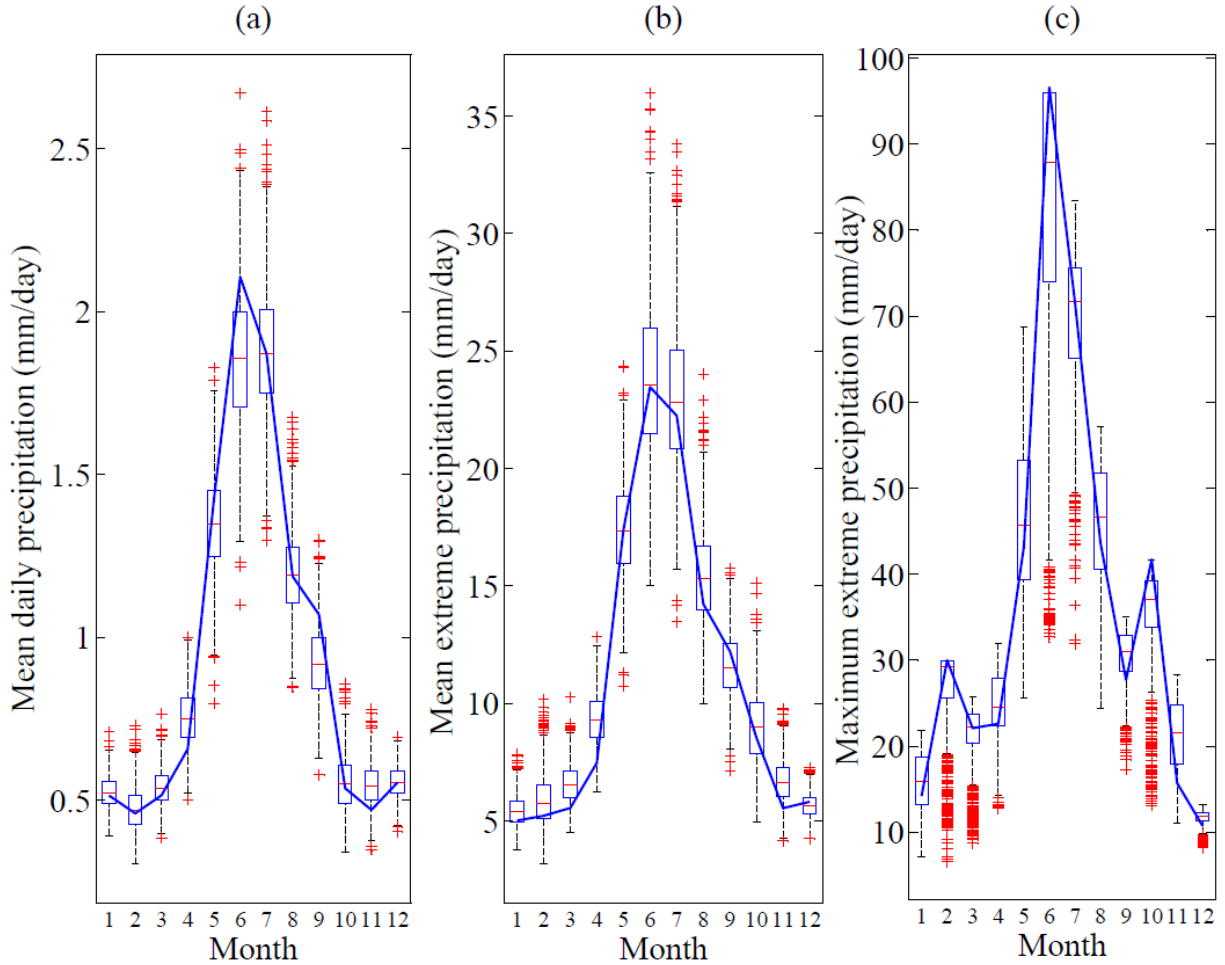 (a)
(b)
(c)
Mean daily precipitation (mm/day)
2.5
2
1.5
1
0.5
1 2 3 4 5 6 7 8 9 10 11 12
Month
Mean extreme precipitation (mm/day)
35
30
25
20
15
10
5
1 2 3 4 5 6 7 8 9 10 11 12
Month
Maximum extreme precipitation (mm/day)
100
90
80
70
60
50
40
30
20
10
1 2 3 4 5 6 7 8 9 10 11 12
Month